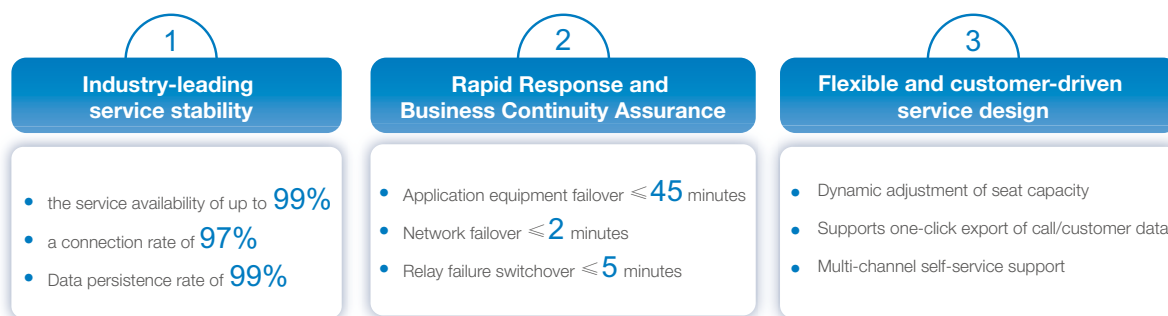 1
Industry-leading
service stability
the service availability of up to 99%
a connection rate of 97%
Data persistence rate of 99%
2
Rapid Response and
Business Continuity Assurance
Application equipment failover ⩽45 minutes
Network failover ⩽2 minutes
Relay failure switchover ⩽5 minutes
3
Flexible and customer-driven
service design
Dynamic adjustment of seat capacity
Supports one-click export of call/customer data
Multi-channel self-service support